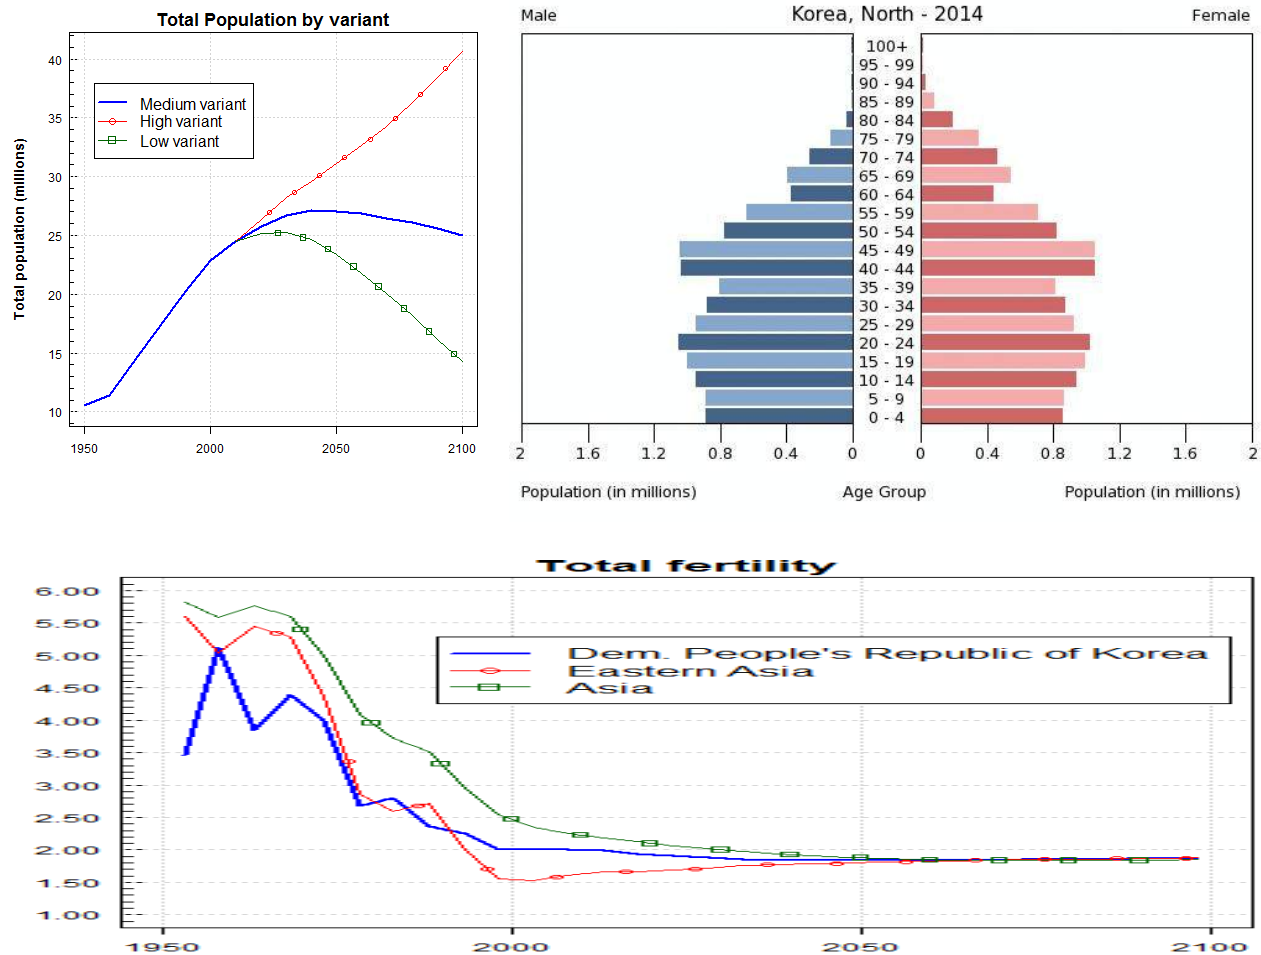 Total Population by variant
Total population (millions)
40
35
30
25
20
15
10
Medium variant
High variant
Low variant
1950 2000 2050 2100
Male Korea, North - 2014 Female
100+
95 - 99
90 - 94
85 - 89
80 - 84
75 - 79
70 - 74
65 - 69
60 - 64
55 - 59
50 - 54
45 - 49
40 - 44
35 - 39
30 - 34
25 - 29
20 - 24
15 - 19
10 - 14
5 - 9
0 - 4
2 1.6 1.2 0.8 0.4 0 0 0.4 0.8 1.2 1.6 2
Population (in millions) Age Group Population (in millions)
Total fertility
6.00
5.50
5.00
4.50
4.00
3.50
3.00
2.50
2.00
1.50
1.00
Dem. People's Republic of Korea
Eastern Asia
Asia
1950 2000 2050 2100